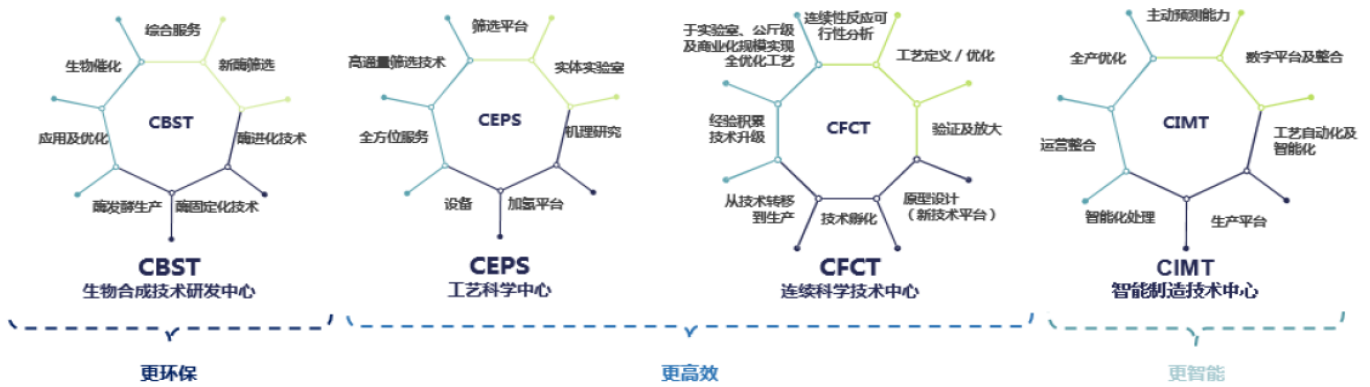 综合服务
生物催化
新酶筛选
CBST
应用及优化
酶进化技术
酶发酵生产
酶固定化技术
CBST
生物合成技术研发中心
筛选平台
高通量筛选技术
实体实验室
CEPS
全方位服务
机理研究
设备
加氢平台
CEPS
工艺科学中心
于实验室、公斤级
及商业化规模实现
全优化工艺
连续性反应可
行性分析
工艺定义/优化
经验积累
技术升级
CFCT
验证及放大
从技术转移
到生产
技术孵化
原型设计
（新技术平台）
CFCT
连续科学技术中心
主动预测能力
全产优化
数字平台及整合
CIMT
运营整合
工艺自动化及
智能化
智能化处理
生产平台
CIMT
智能制造技术中心
更环保
更高效
更智能